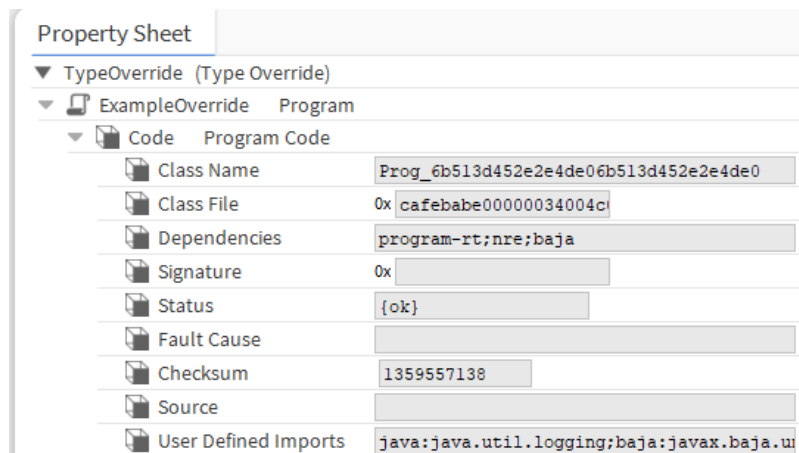 Property Sheet
TypeOverride (Type Override)
ExampleOverride Program
Code Program Code
Class Name Prog_6b513d452e2e4de06b513d452e2e4de0
Class File 0x cafebabe00000034004c
Dependencies program-rt;nre;baja
Signature 0x
Status {ok}
Fault Cause
Checksum 1359557138
Source
User Defined Imports java:java.util.logging;baja:javax.baja.